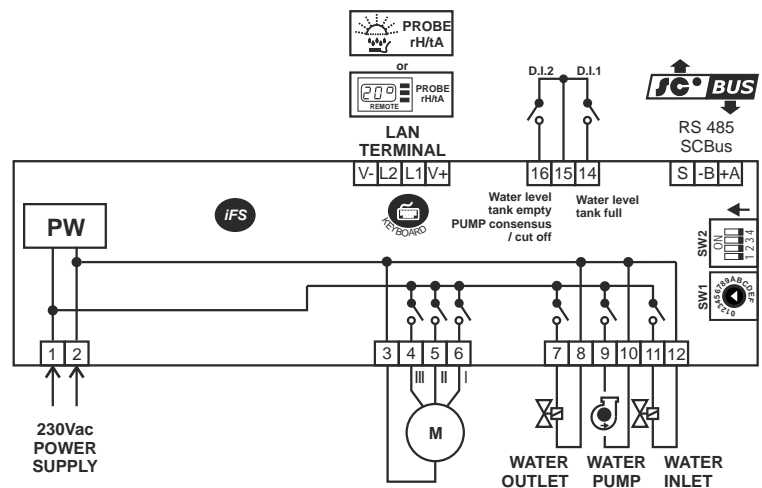 PROBE
rH/tA
or
20°
REMOTE
PROBE
rH/tA
LAN
TERMINAL
V- L2 L1 V+
D.I.2 D.I.1
16 15 14
SC BUS
RS 485
SCBus
S -B +A
PW
iFS
KEYBOARD
Water level
tank empty
PUMP consensus
/ cut off
Water level
tank full
SW2
ON
1 2 3 4
SW1
0123456789ABCDEF
1 2
3 4 5 6
7 8 9 10 11 12
III II I
M
230Vac
POWER
SUPPLY
WATER
OUTLET
WATER
PUMP
WATER
INLET